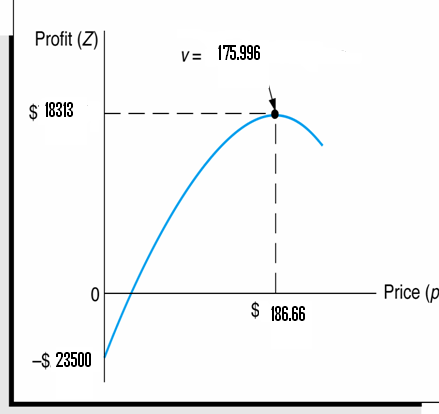 Profit (Z)
v = 175.996
$ 18313
0
Price (p
$ 186.66
–$ 23500